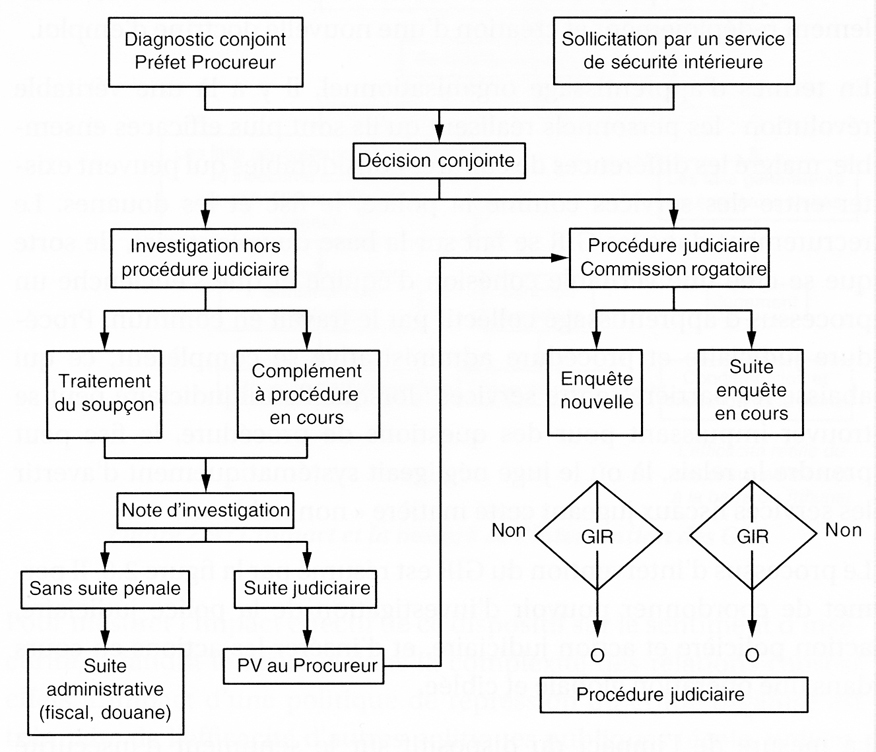 Diagnostic conjoint
Préfet Procureur
Sollicitation par un service
de sécurité intérieure
Décision conjointe
Investigation hors
procédure judiciaire
Procédure judiciaire
Commission rogatoire
Traitement
du soupçon
Complément
à procédure
en cours
Enquête
nouvelle
Suite
enquête
en cours
Note d'investigation
Non
GIR
GIR
Non
Sans suite pénale
Suite judiciaire
Suite
administrative
(fiscal, douane)
PV au Procureur
O
O
Procédure judiciaire